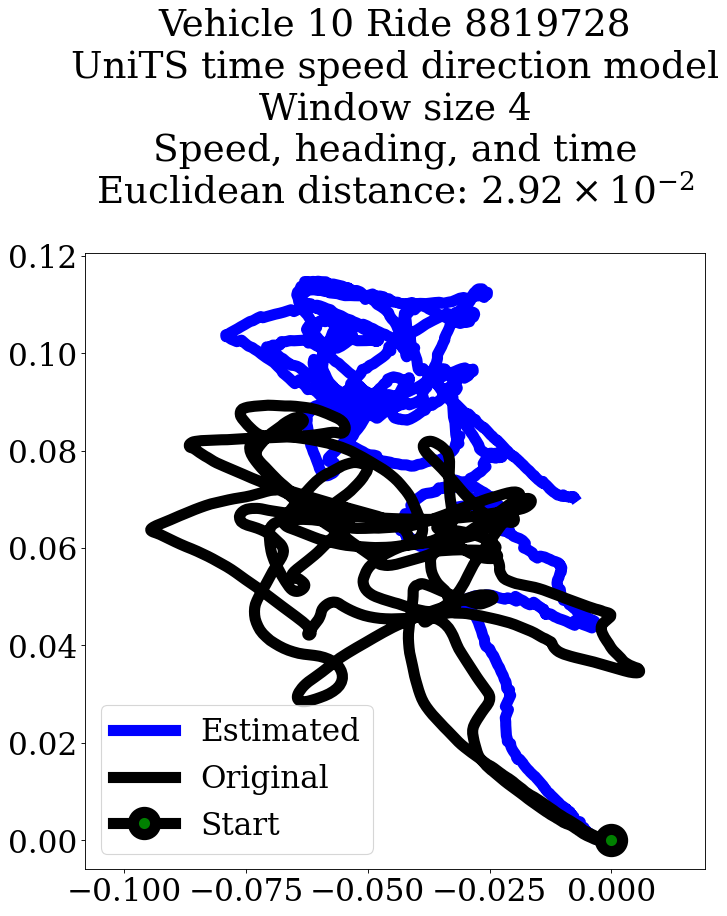 Vehicle 10 Ride 8819728
UniTS time speed direction model
Window size 4
Speed, heading, and time
Euclidean distance: 2.92 × 10⁻²
0.12
0.10
0.08
0.06
0.04
0.02
0.00
Estimated
Original
Start
−0.100 −0.075 −0.050 −0.025 0.000